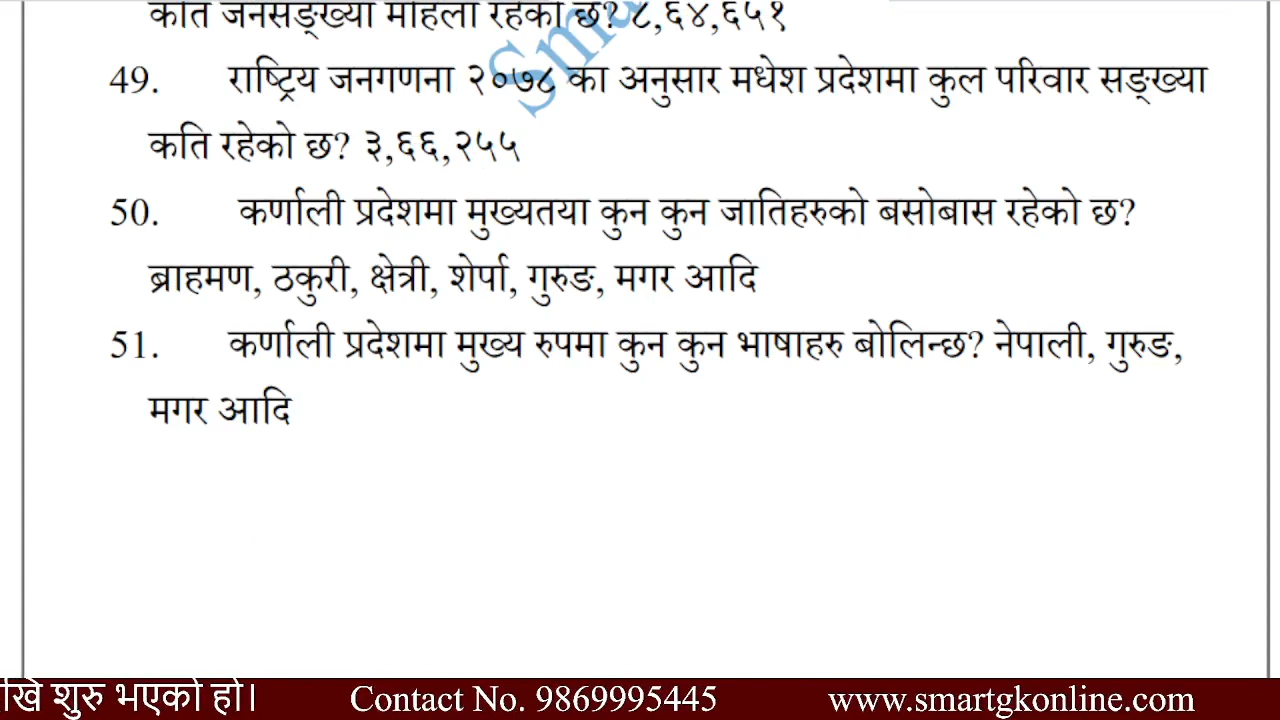 कति जनसङ्ख्या महिला रहेको छ? ८,६४,६५१
49. राष्ट्रिय जनगणना २०७८ का अनुसार मधेश प्रदेशमा कुल परिवार सङ्ख्या
कति रहेको छ? ३,६६,२५५
50. कर्णाली प्रदेशमा मुख्यतया कुन कुन जातिहरुको बसोबास रहेको छ?
ब्राहमण, ठकुरी, क्षेत्री, शेर्पा, गुरुङ, मगर आदि
51. कर्णाली प्रदेशमा मुख्य रुपमा कुन कुन भाषाहरु बोलिन्छ? नेपाली, गुरुङ,
मगर आदि
शुरु भएको हो। Contact No. 9869995445 www.smartgkonline.com